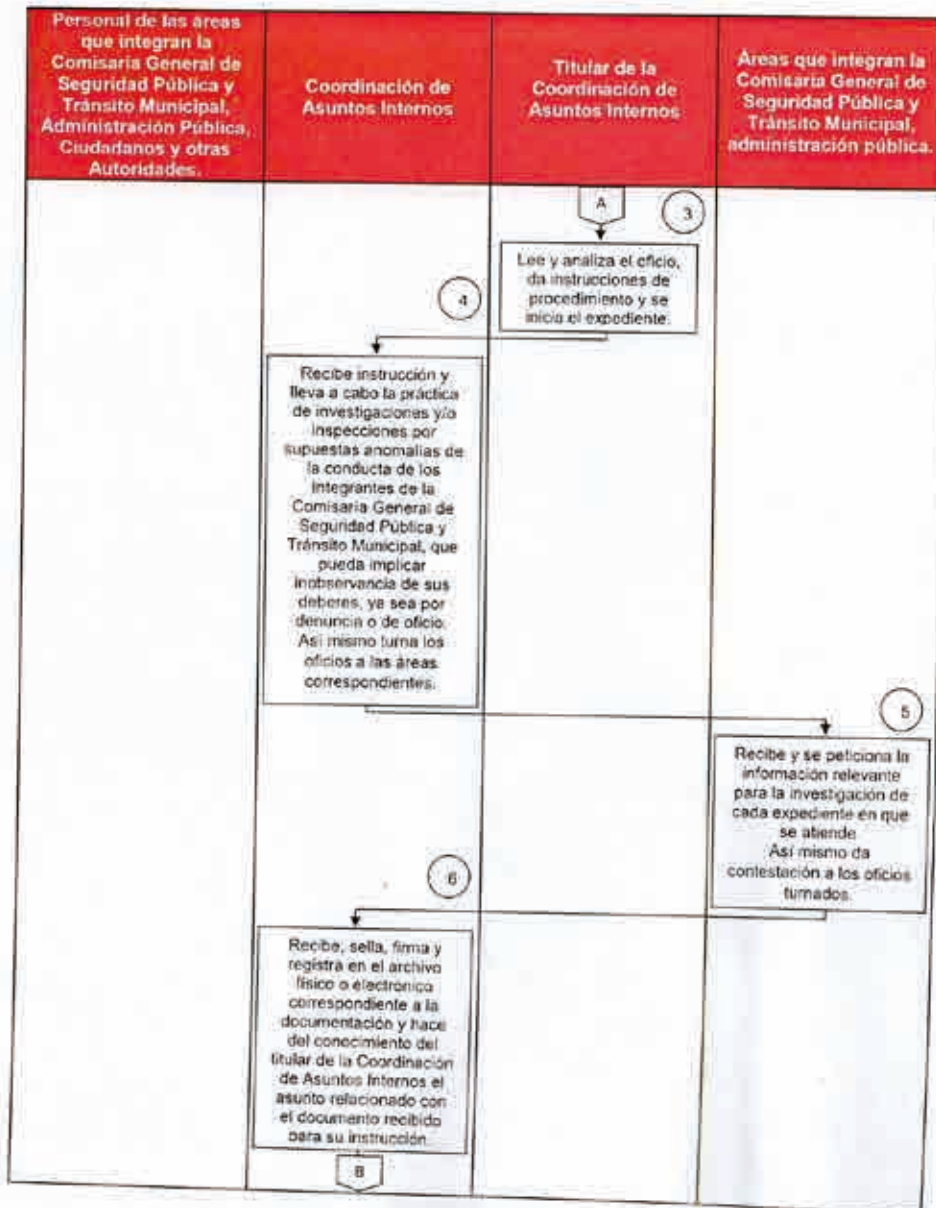 Personal de las áreas
que integran la
Comisaría General de
Seguridad Pública y
Tránsito Municipal,
Administración Pública,
Ciudadanos y otras
Autoridades.
Coordinación de
Asuntos Internos
Titular de la
Coordinación de
Asuntos Internos
Áreas que integran la
Comisaría General de
Seguridad Pública y
Tránsito Municipal,
administración pública.
A
3
Lee y analiza el oficio,
da instrucciones de
procedimiento y se
inicia el expediente.
4
Recibe instrucción y
lleva a cabo la práctica
de investigaciones y/o
inspecciones por
supuestas anomalías de
la conducta de los
integrantes de la
Comisaría General de
Seguridad Pública y
Tránsito Municipal, que
pueda implicar
inobservancia de sus
deberes, ya sea por
denuncia o de oficio.
Así mismo turna los
oficios a las áreas
correspondientes.
5
Recibe y se peticiona la
información relevante
para la investigación de
cada expediente en que
se atiende
Así mismo da
contestación a los oficios
turnados.
6
Recibe, sella, firma y
registra en el archivo
físico o electrónico
correspondiente a la
documentación y hace
del conocimiento del
titular de la Coordinación
de Asuntos Internos el
asunto relacionado con
el documento recibido
para su instrucción.
B